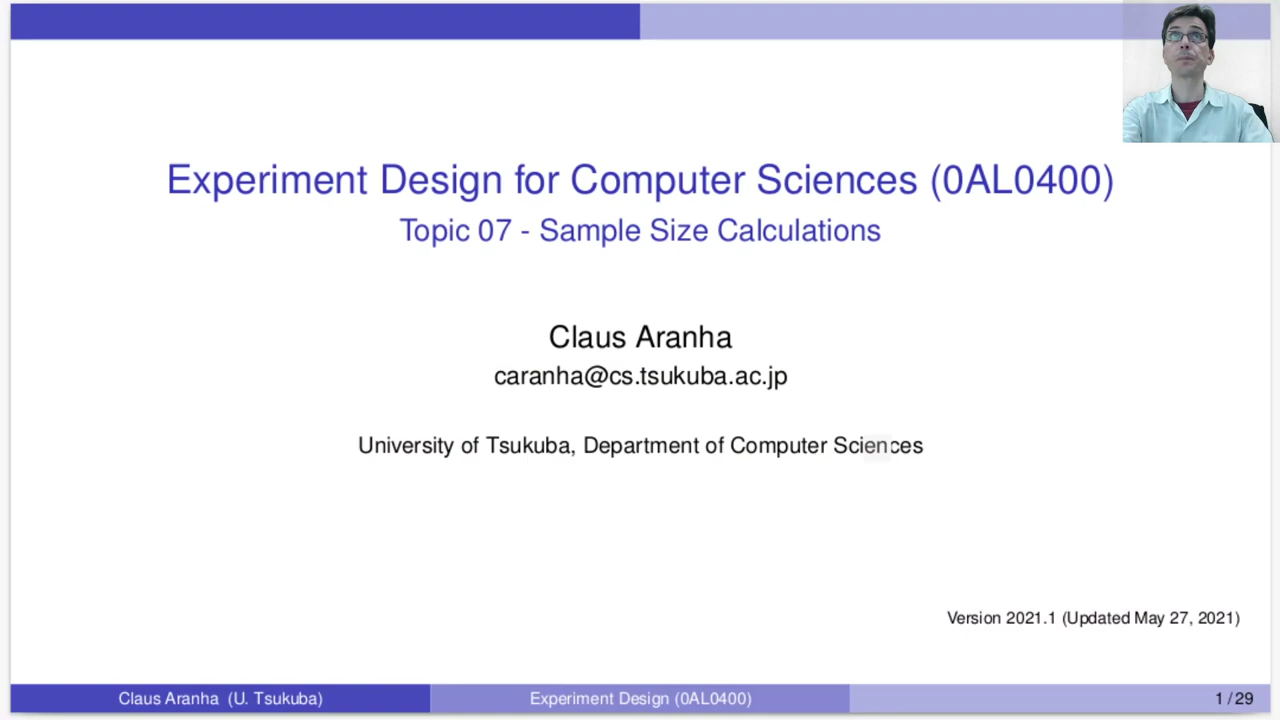 Experiment Design for Computer Sciences (0AL0400)
Topic 07 - Sample Size Calculations
Claus Aranha
caranha@cs.tsukuba.ac.jp
University of Tsukuba, Department of Computer Sciences
Version 2021.1 (Updated May 27, 2021)
Claus Aranha (U. Tsukuba)
Experiment Design (0AL0400)
1 / 29